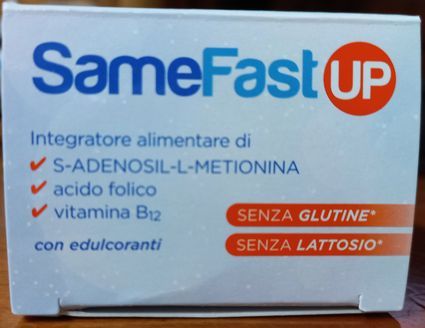 SameFast UP
Integratore alimentare di
✔ S-ADENOSIL-L-METIONINA
✔ acido folico
✔ vitamina B₁₂
SENZA GLUTINE*
con edulcoranti
SENZA LATTOSIO*